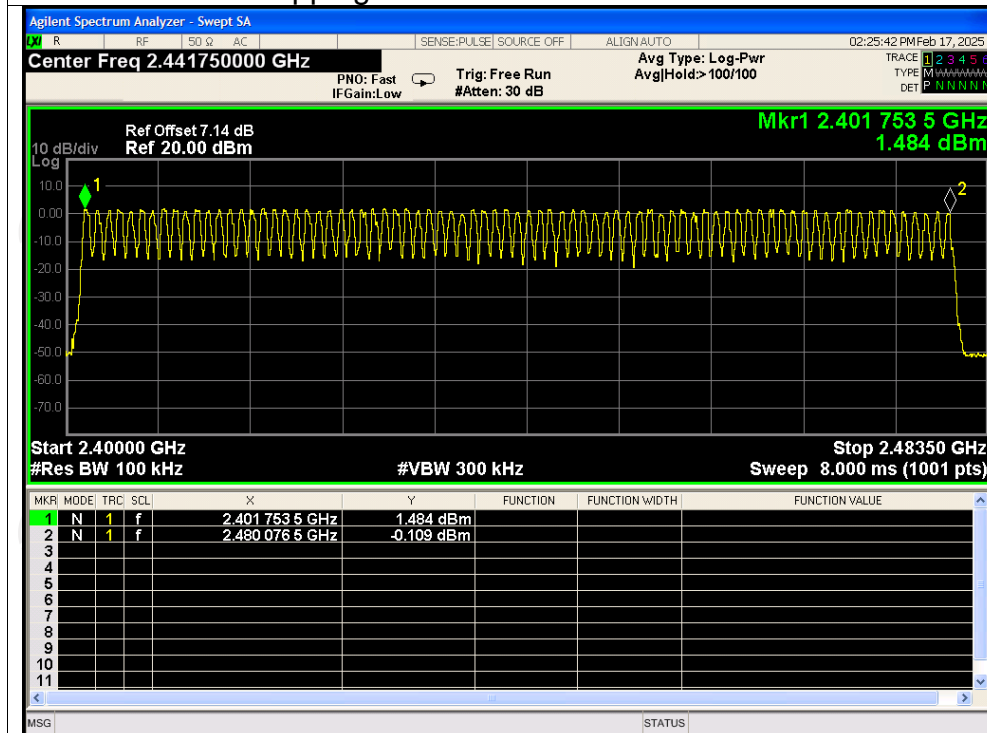 Agilent Spectrum Analyzer - Swept SA
LXI R RF 50 Ω AC SENSE:PULSE SOURCE OFF ALIGN AUTO 02:25:42 PM Feb 17, 2025
Center Freq 2.441750000 GHz
PNO: Fast
IFGain:Low
Trig: Free Run
#Atten: 30 dB
Avg Type: Log-Pwr
Avg|Hold:>100/100
TRACE 1 2 3 4 5 6
TYPE M
DET P N N N N N
Mkr1 2.401 753 5 GHz
1.484 dBm
Ref Offset 7.14 dB
10 dB/div Ref 20.00 dBm
Log
1
2
10.0
0.00
-10.0
-20.0
-30.0
-40.0
-50.0
-60.0
-70.0
Start 2.40000 GHz Stop 2.48350 GHz
#Res BW 100 kHz #VBW 300 kHz Sweep 8.000 ms (1001 pts)
MKR MODE TRC SCL X Y FUNCTION FUNCTION WIDTH FUNCTION VALUE
1 N 1 f 2.401 753 5 GHz 1.484 dBm
2 N 1 f 2.480 076 5 GHz -0.109 dBm
3
4
5
6
7
8
9
10
11
MSG STATUS